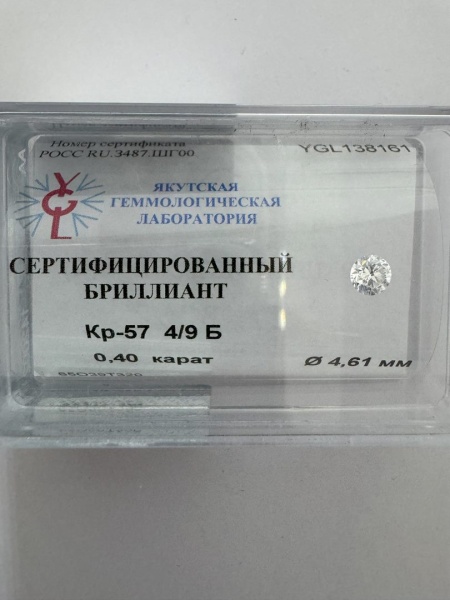 Номер сертификата
РОСС RU.3487.ШГ00
YGL138161
YGL
ЯКУТСКАЯ
ГЕММОЛОГИЧЕСКАЯ
ЛАБОРАТОРИЯ
СЕРТИФИЦИРОВАННЫЙ
БРИЛЛИАНТ
Кр-57 4/9 Б
0,40 карат
Ø 4,61 мм